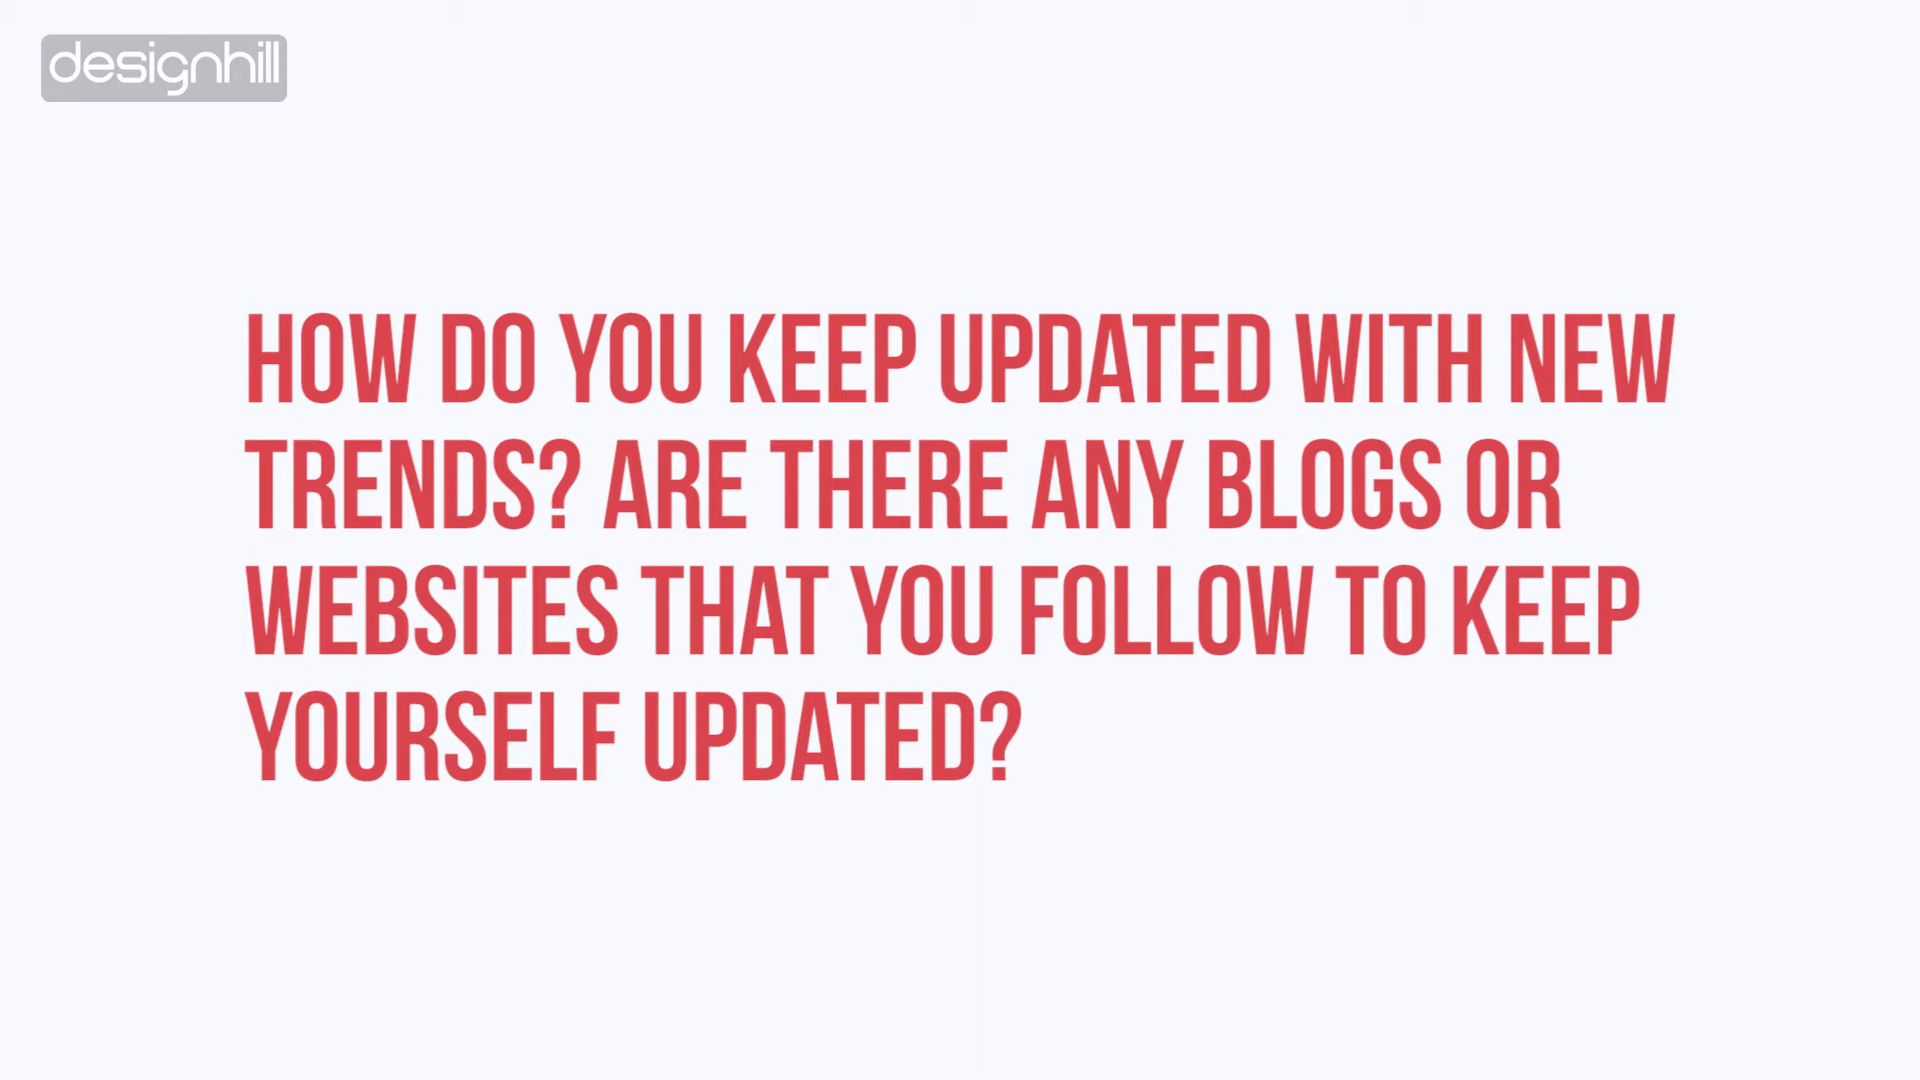 designhill
HOW DO YOU KEEP UPDATED WITH NEW
TRENDS? ARE THERE ANY BLOGS OR
WEBSITES THAT YOU FOLLOW TO KEEP
YOURSELF UPDATED?